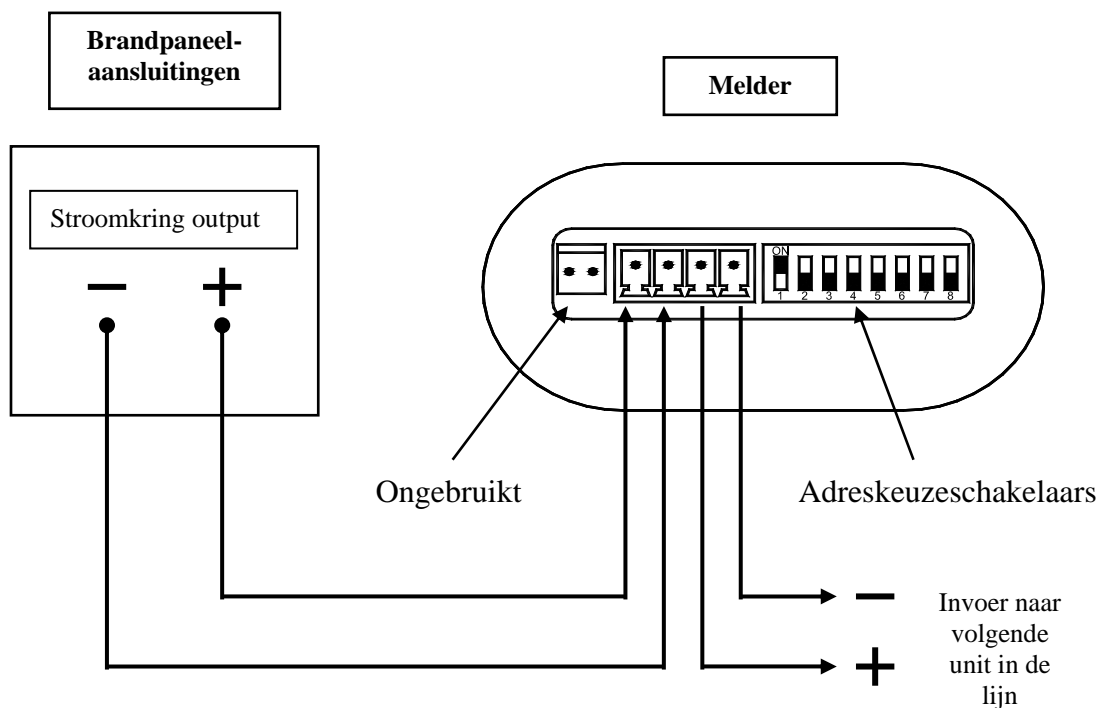 Brandpaneel-
aansluitingen
Melder
Stroomkring output
− +
ON
1 2 3 4 5 6 7 8
Ongebruikt
Adreskeuzeschakelaars
−
+
Invoer naar
volgende
unit in de
lijn